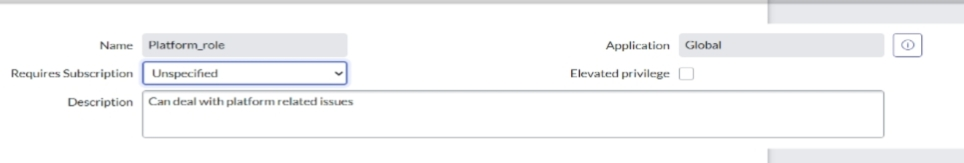 Name Platform_role Application Global
Requires Subscription Unspecified Elevated privilege
Description Can deal with platform related issues